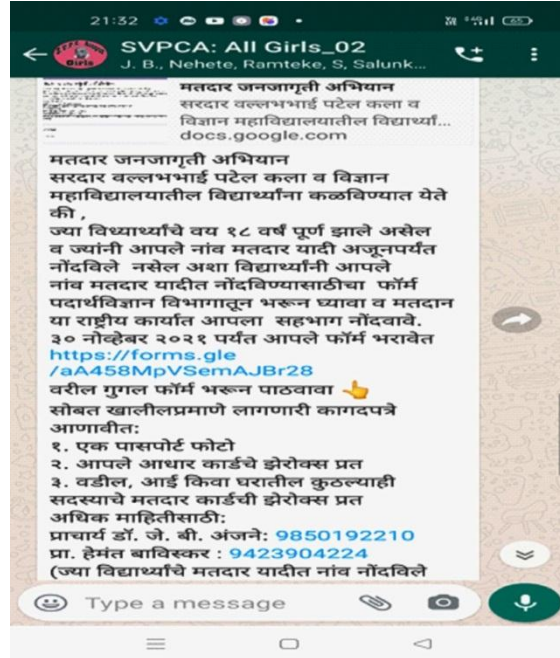 21:32
65
SVPCA: All Girls_02
J. B., Nehete, Ramteke, S, Salunk...
मतदार जनजागृती अभियान
सरदार वल्लभभाई पटेल कला व
विज्ञान महाविद्यालयातील विद्यार्थ्यां...
docs.google.com
मतदार जनजागृती अभियान
सरदार वल्लभभाई पटेल कला व विज्ञान
महाविद्यालयातील विद्यार्थ्यांना कळविण्यात येते
की ,
ज्या विध्यार्थ्यांचे वय १८ वर्षं पूर्ण झाले असेल
व ज्यांनी आपले नांव मतदार यादी अजूनपर्यंत
नोंदविले नसेल अशा विद्यार्थ्यांनी आपले
नांव मतदार यादीत नोंदविण्यासाठीचा फॉर्म
पदार्थविज्ञान विभागातून भरून घ्यावा व मतदान
या राष्ट्रीय कार्यात आपला सहभाग नोंदवावे.
३० नोव्हेबर २०२१ पर्यंत आपले फॉर्म भरावेत
https://forms.gle
/aA458MpVSemAJBr28
वरील गुगल फॉर्म भरून पाठवावा 👆
सोबत खालीलप्रमाणे लागणारी कागदपत्रे
आणावीत:
१. एक पासपोर्ट फोटो
२. आपले आधार कार्डचे झेरोक्स प्रत
३. वडील, आई किंवा घरातील कुठल्याही
सदस्याचे मतदार कार्डची झेरोक्स प्रत
अधिक माहितीसाठी:
प्राचार्य डॉ. जे. बी. अंजने: 9850192210
प्रा. हेमंत बाविस्कर : 9423904224
(ज्या विद्यार्थ्यांचे मतदार यादीत नांव नोंदविले
Type a message